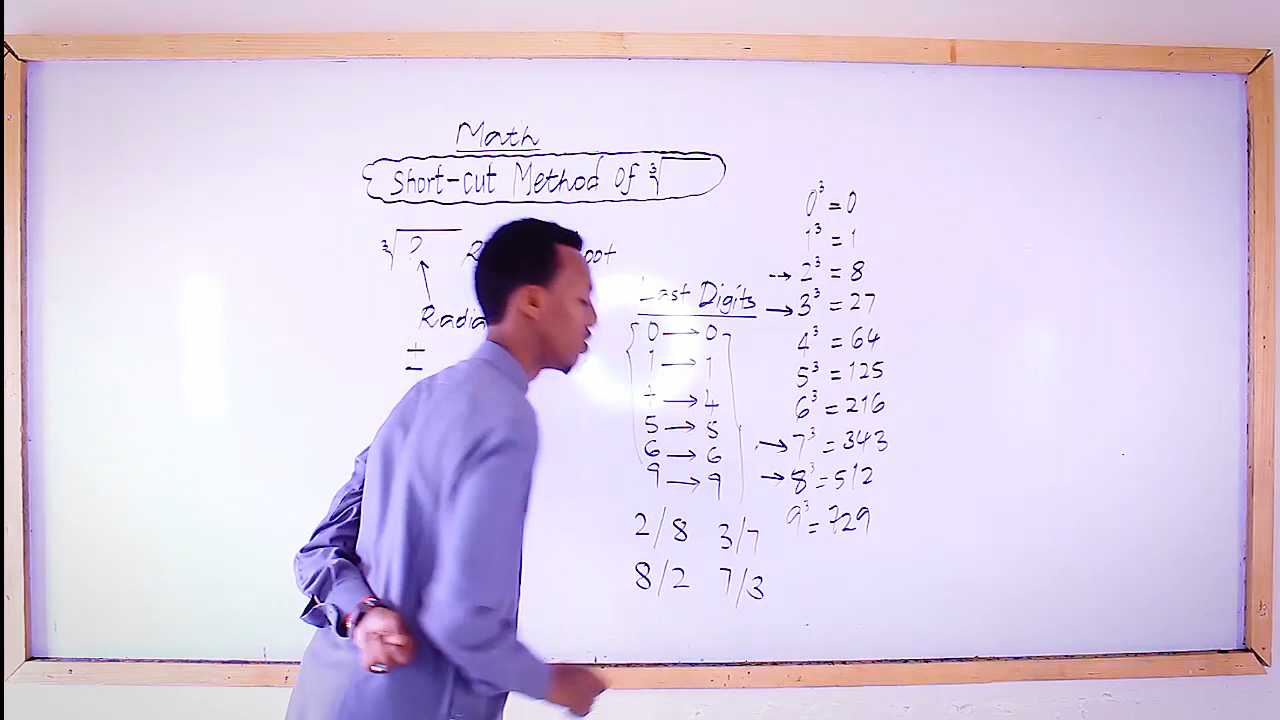 Math
Short-cut Method of ∛
∛ ?
Last Digits
0 → 0
1 → 1
→ 4
5 → 5
6 → 6
9 → 9
2/8 3/7
8/2 7/3
0³ = 0
1³ = 1
→ 2³ = 8
→ 3³ = 27
4³ = 64
5³ = 125
6³ = 216
→ 7³ = 343
→ 8³ = 512
9³ = 729